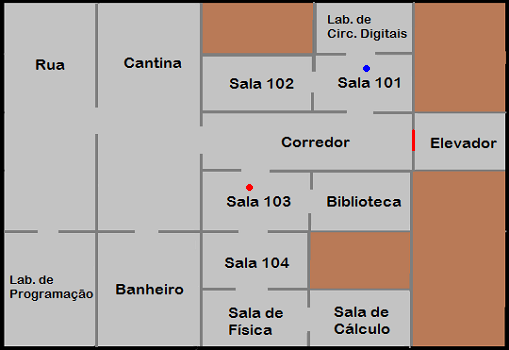 Lab. de
Circ. Digitais
Rua
Cantina
Sala 102
Sala 101
Corredor
Elevador
Sala 103
Biblioteca
Sala 104
Lab. de
Programação
Banheiro
Sala de
Física
Sala de
Cálculo